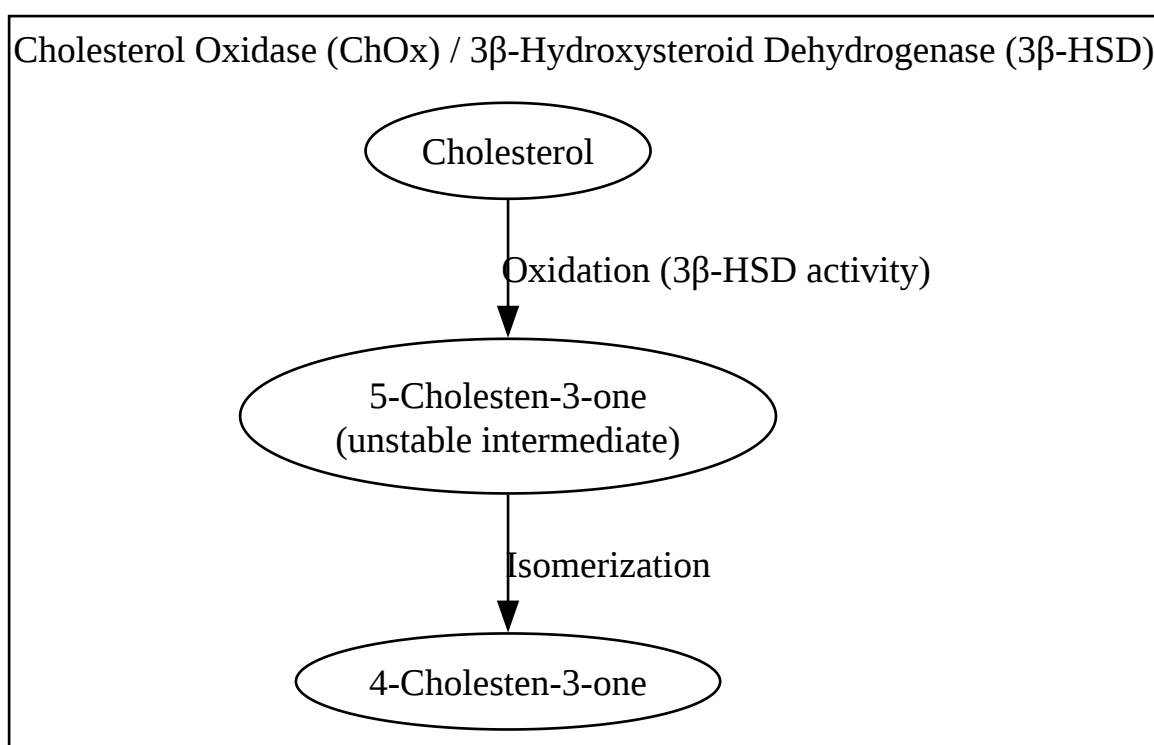 Cholesterol Oxidase (ChOx) / 3β-Hydroxysteroid Dehydrogenase (3β-HSD)
Cholesterol
Oxidation (3β-HSD activity)
5-Cholesten-3-one
(unstable intermediate)
Isomerization
4-Cholesten-3-one